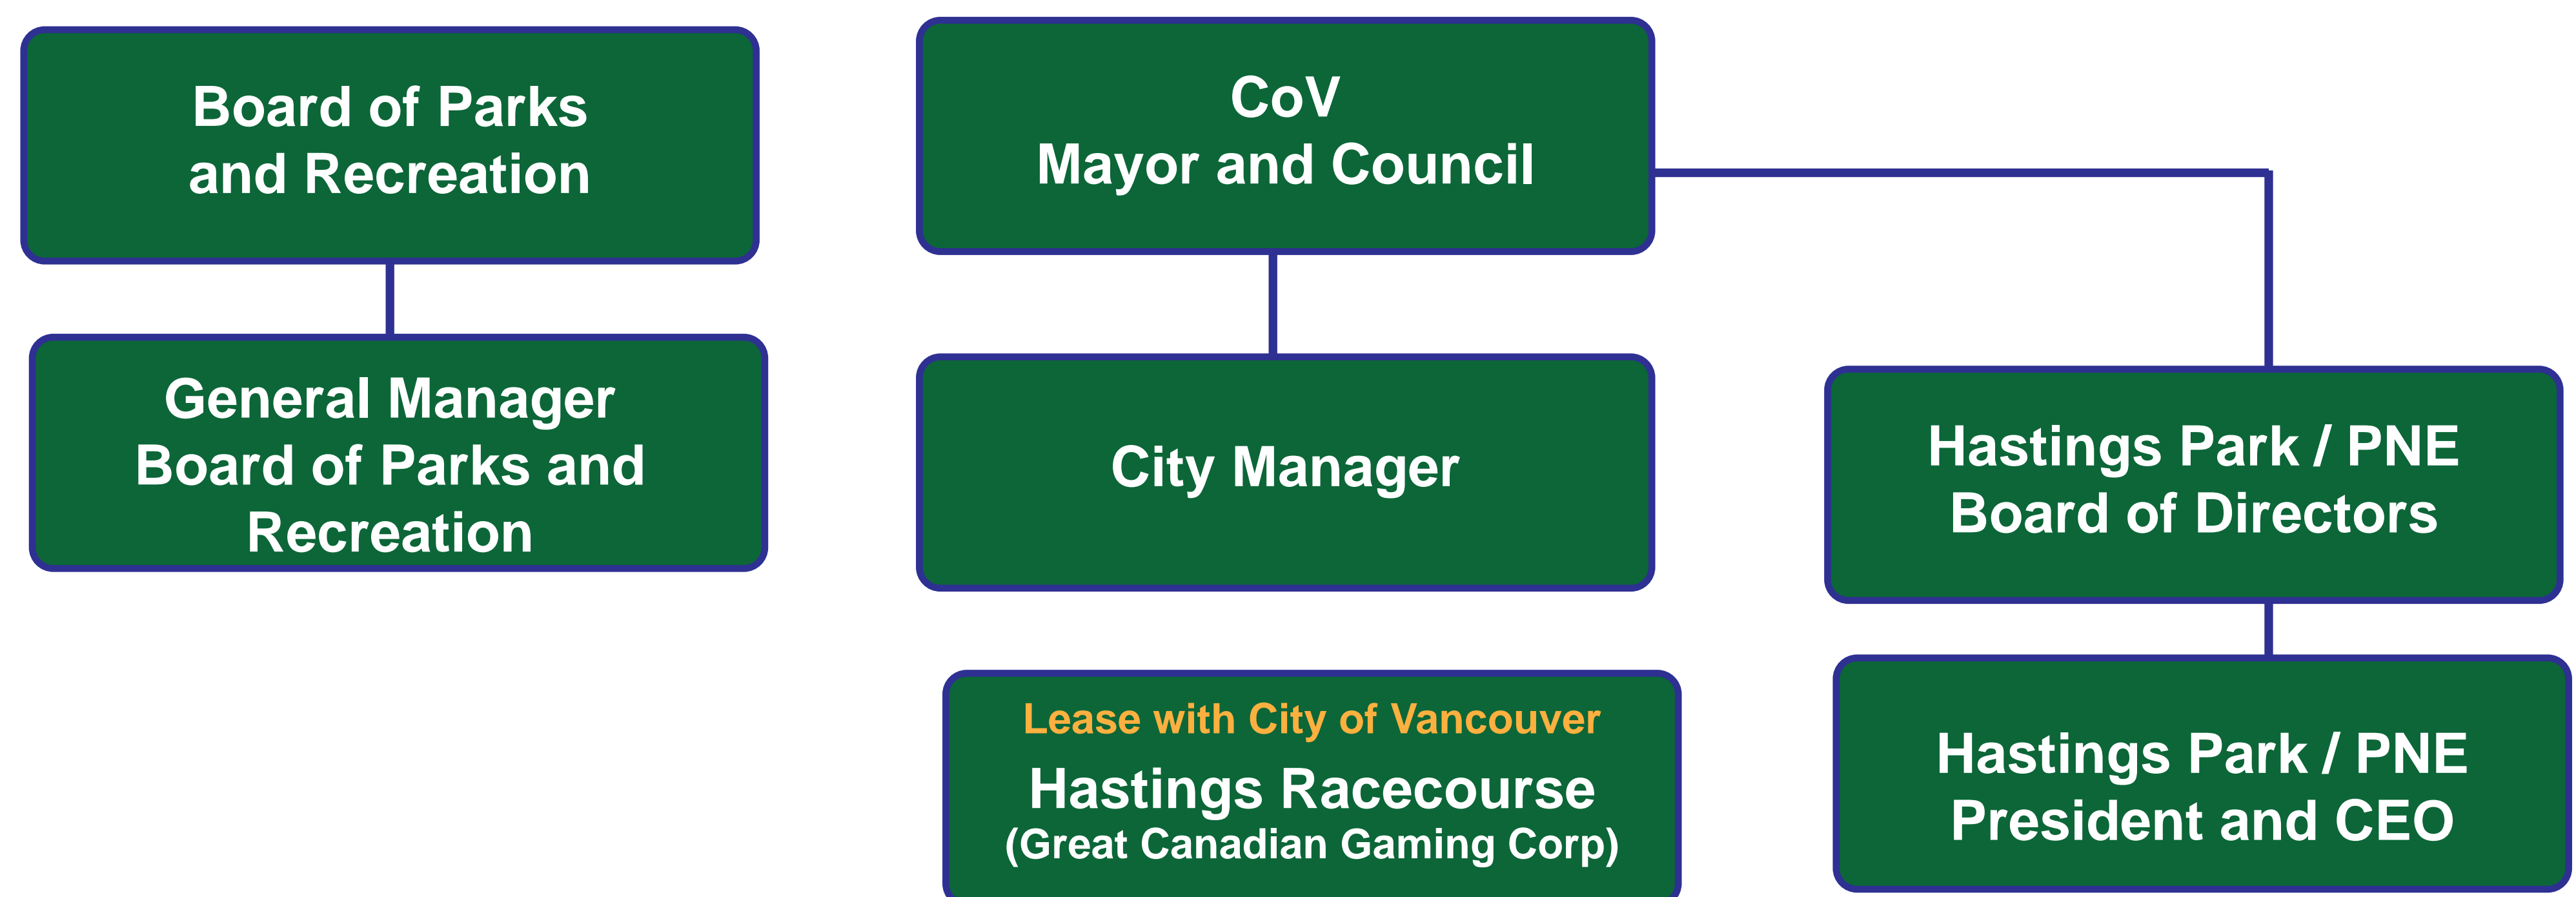 Board of Parks
and Recreation
CoV
Mayor and Council
General Manager
Board of Parks and
Recreation
City Manager
Hastings Park / PNE
Board of Directors
Lease with City of Vancouver
Hastings Racecourse
(Great Canadian Gaming Corp)
Hastings Park / PNE
President and CEO